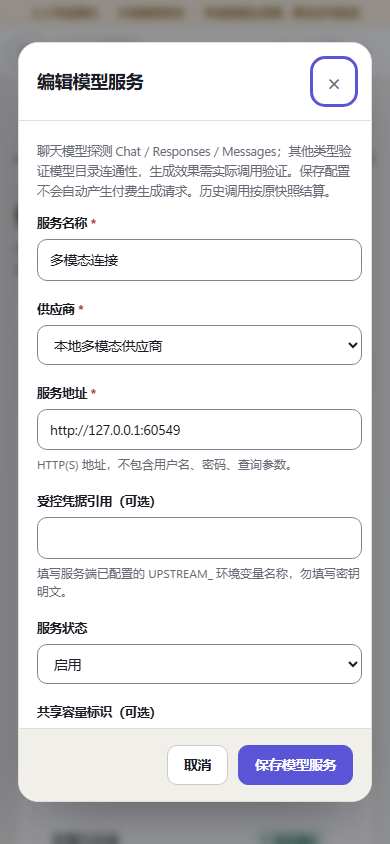 编辑模型服务
×
聊天模型探测 Chat / Responses / Messages；其他类型验
证模型目录连通性，生成效果需实际调用验证。保存配置
不会自动产生付费生成请求。历史调用按原快照结算。
服务名称 *
多模态连接
供应商 *
本地多模态供应商
服务地址 *
http://127.0.0.1:60549
HTTP(S) 地址，不包含用户名、密码、查询参数。
受控凭据引用（可选）
填写服务端已配置的 UPSTREAM_ 环境变量名称，勿填写密钥
明文。
服务状态
启用
共享容量标识（可选）
取消
保存模型服务